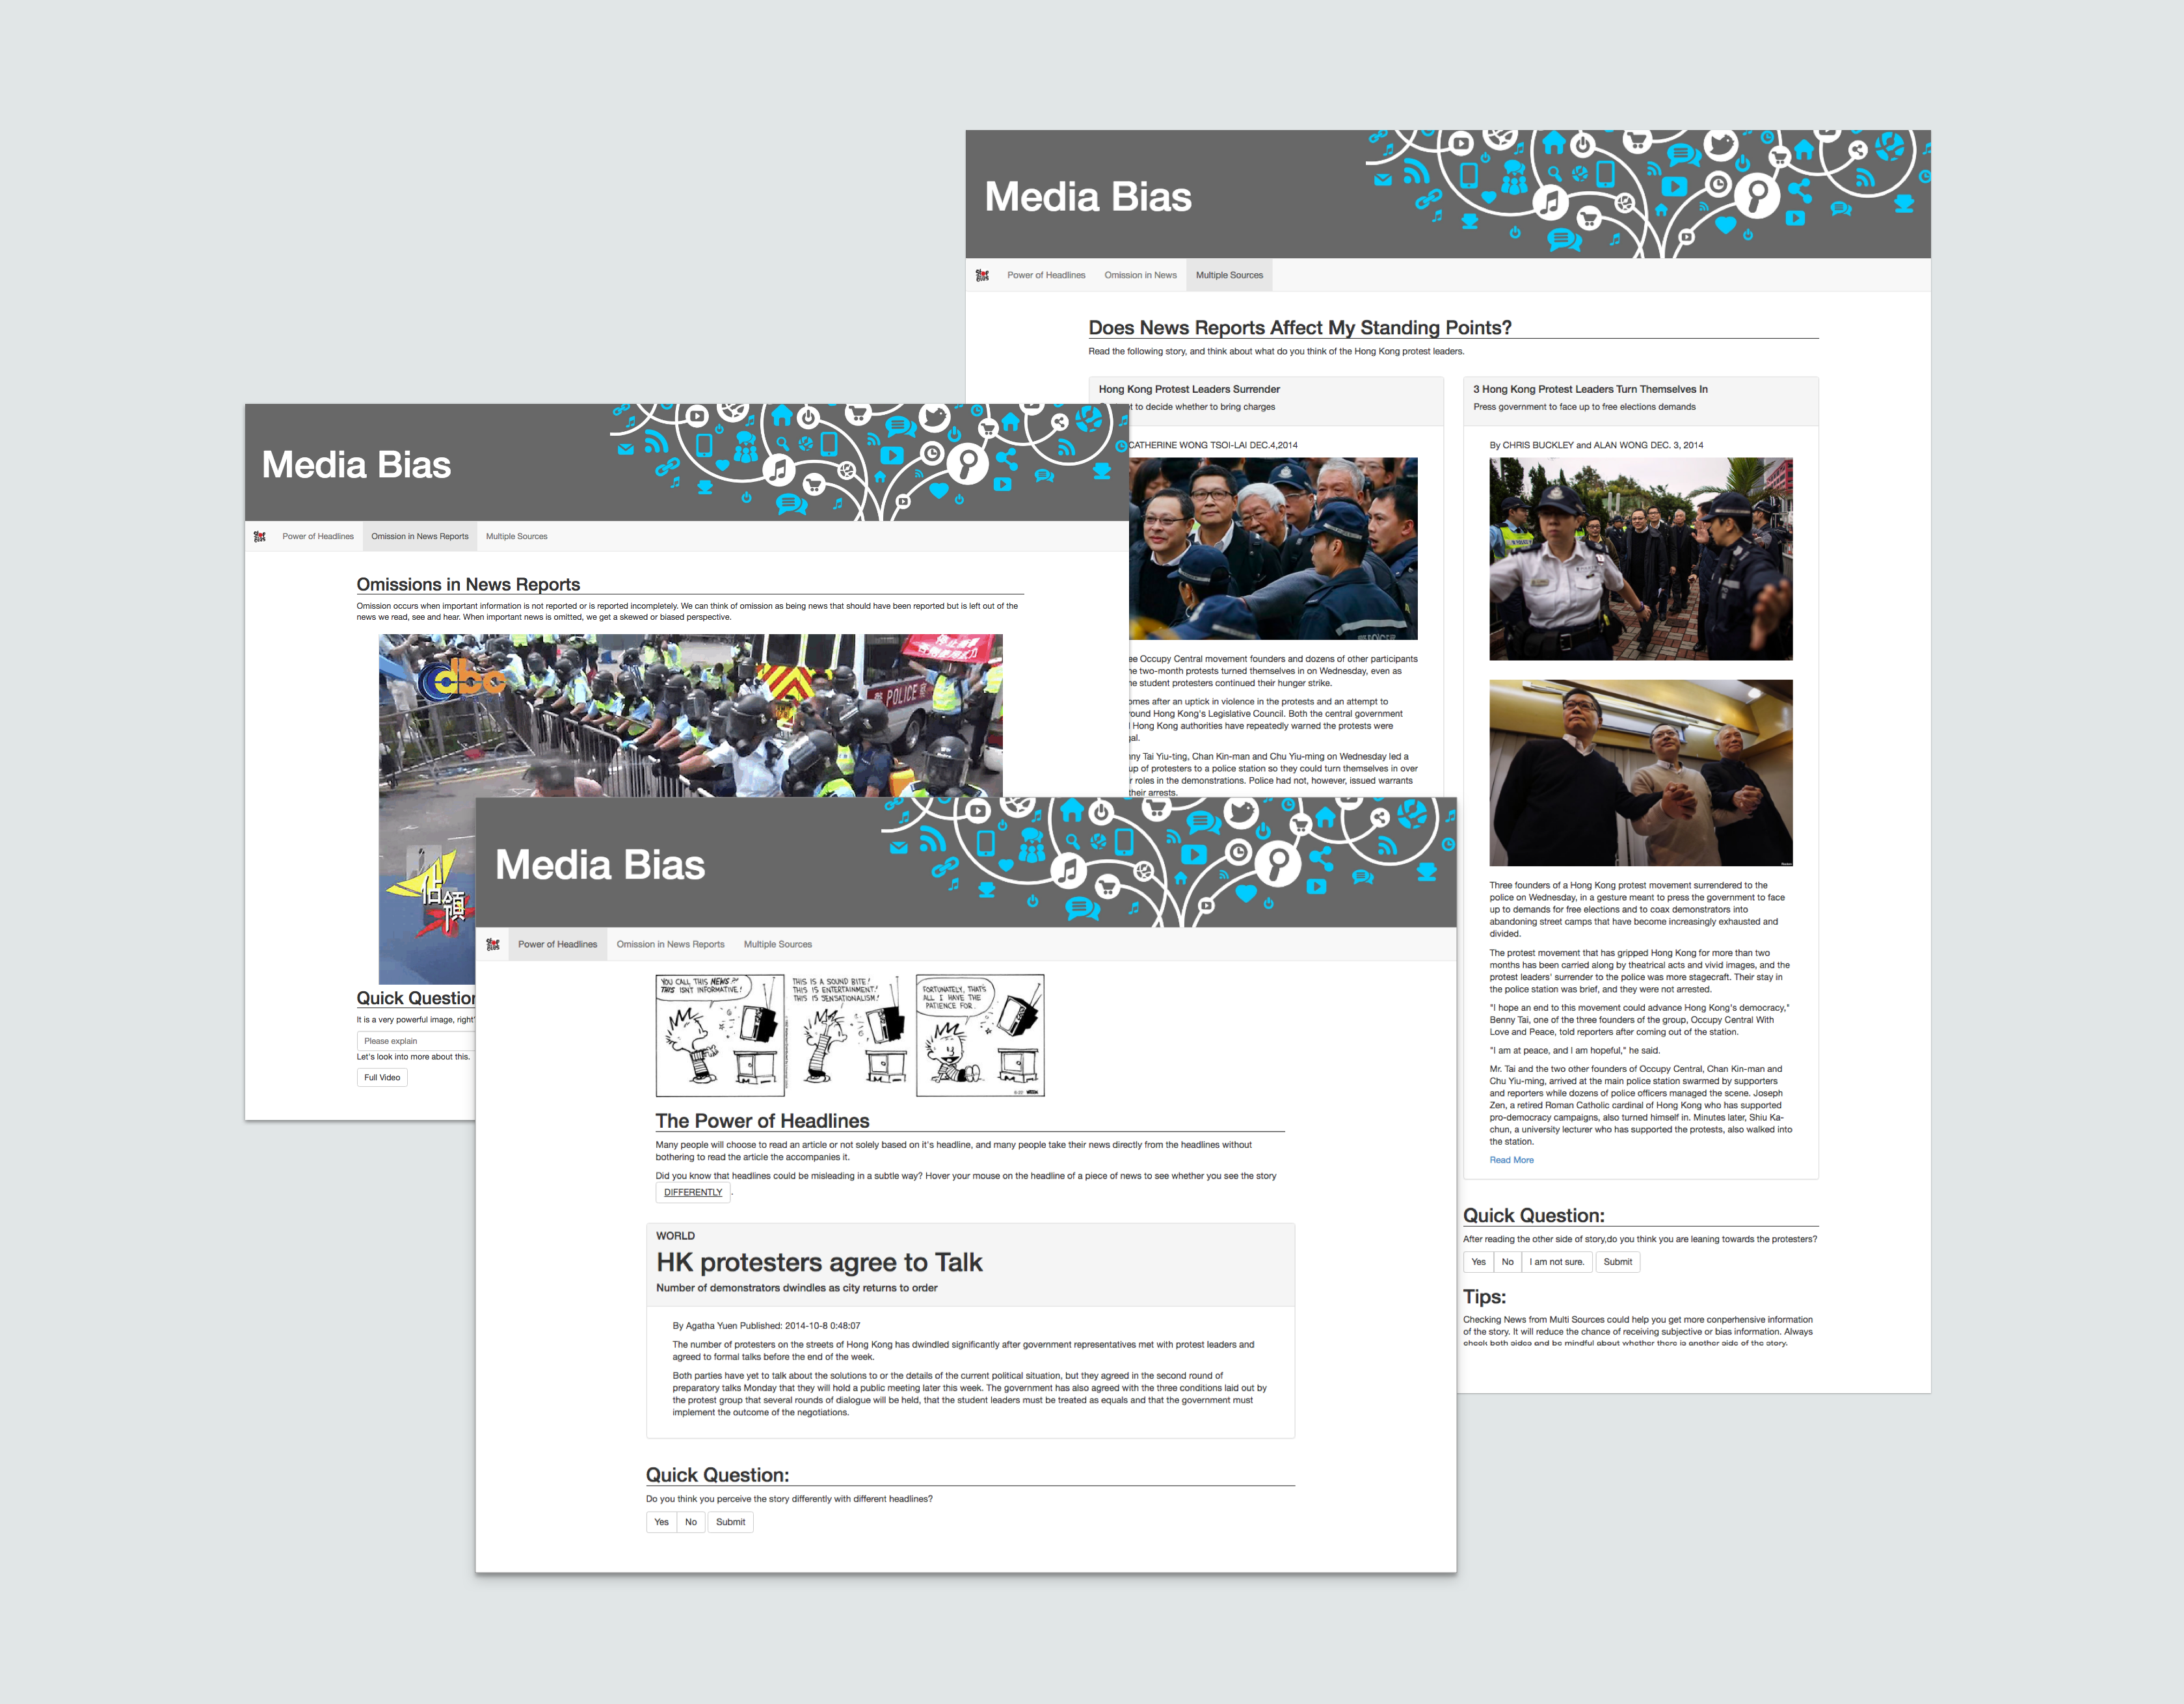 Media Bias
Power of Headlines
Omission in News
Multiple Sources
Does News Reports Affect My Standing Points?
Read the following story, and think about what do you think of the Hong Kong protest leaders.
Hong Kong Protest Leaders Surrender
t to decide whether to bring charges
CATHERINE WONG TSOI-LAI DEC.4,2014
ee Occupy Central movement founders and dozens of other participants
he two-month protests turned themselves in on Wednesday, even as
he student protesters continued their hunger strike.
omes after an uptick in violence in the protests and an attempt to
round Hong Kong's Legislative Council. Both the central government
Hong Kong authorities have repeatedly warned the protests were
gal.
nny Tai Yiu-ting, Chan Kin-man and Chu Yiu-ming on Wednesday led a
up of protesters to a police station so they could turn themselves in over
r roles in the demonstrations. Police had not, however, issued warrants
their arrests.
3 Hong Kong Protest Leaders Turn Themselves In
Press government to face up to free elections demands
By CHRIS BUCKLEY and ALAN WONG DEC. 3, 2014
Three founders of a Hong Kong protest movement surrendered to the
police on Wednesday, in a gesture meant to press the government to face
up to demands for free elections and to coax demonstrators into
abandoning street camps that have become increasingly exhausted and
divided.
The protest movement that has gripped Hong Kong for more than two
months has been carried along by theatrical acts and vivid images, and the
protest leaders' surrender to the police was more stagecraft. Their stay in
the police station was brief, and they were not arrested.
"I hope an end to this movement could advance Hong Kong's democracy,"
Benny Tai, one of the three founders of the group, Occupy Central With
Love and Peace, told reporters after coming out of the station.
"I am at peace, and I am hopeful," he said.
Mr. Tai and the two other founders of Occupy Central, Chan Kin-man and
Chu Yiu-ming, arrived at the main police station swarmed by supporters
and reporters while dozens of police officers managed the scene. Joseph
Zen, a retired Roman Catholic cardinal of Hong Kong who has supported
pro-democracy campaigns, also turned himself in. Minutes later, Shiu Ka-
chun, a university lecturer who has supported the protests, also walked into
the station.
Read More
Quick Question:
After reading the other side of story,do you think you are leaning towards the protesters?
Yes
No
I am not sure.
Submit
Tips:
Checking News from Multi Sources could help you get more conperhensive information
of the story. It will reduce the chance of receiving subjective or bias information. Always
check both sides and be mindful about whether there is another side of the story.
Media Bias
Power of Headlines
Omission in News Reports
Multiple Sources
Omissions in News Reports
Omission occurs when important information is not reported or is reported incompletely. We can think of omission as being news that should have been reported but is left out of the
news we read, see and hear. When important news is omitted, we get a skewed or biased perspective.
dbc
POLICE
佔領
Quick Question
It is a very powerful image, right
Please explain
Let's look into more about this.
Full Video
Media Bias
Power of Headlines
Omission in News Reports
Multiple Sources
YOU CALL THIS NEWS?!
THIS ISN'T INFORMATIVE!
THIS IS A SOUND BITE!
THIS IS ENTERTAINMENT!
THIS IS SENSATIONALISM!
FORTUNATELY, THAT'S
ALL I HAVE THE
PATIENCE FOR.
The Power of Headlines
Many people will choose to read an article or not solely based on it's headline, and many people take their news directly from the headlines without
bothering to read the article the accompanies it.
Did you know that headlines could be misleading in a subtle way? Hover your mouse on the headline of a piece of news to see whether you see the story
DIFFERENTLY.
WORLD
HK protesters agree to Talk
Number of demonstrators dwindles as city returns to order
By Agatha Yuen Published: 2014-10-8 0:48:07
The number of protesters on the streets of Hong Kong has dwindled significantly after government representatives met with protest leaders and
agreed to formal talks before the end of the week.
Both parties have yet to talk about the solutions to or the details of the current political situation, but they agreed in the second round of
preparatory talks Monday that they will hold a public meeting later this week. The government has also agreed with the three conditions laid out by
the protest group that several rounds of dialogue will be held, that the student leaders must be treated as equals and that the government must
implement the outcome of the negotiations.
Quick Question:
Do you think you perceive the story differently with different headlines?
Yes
No
Submit